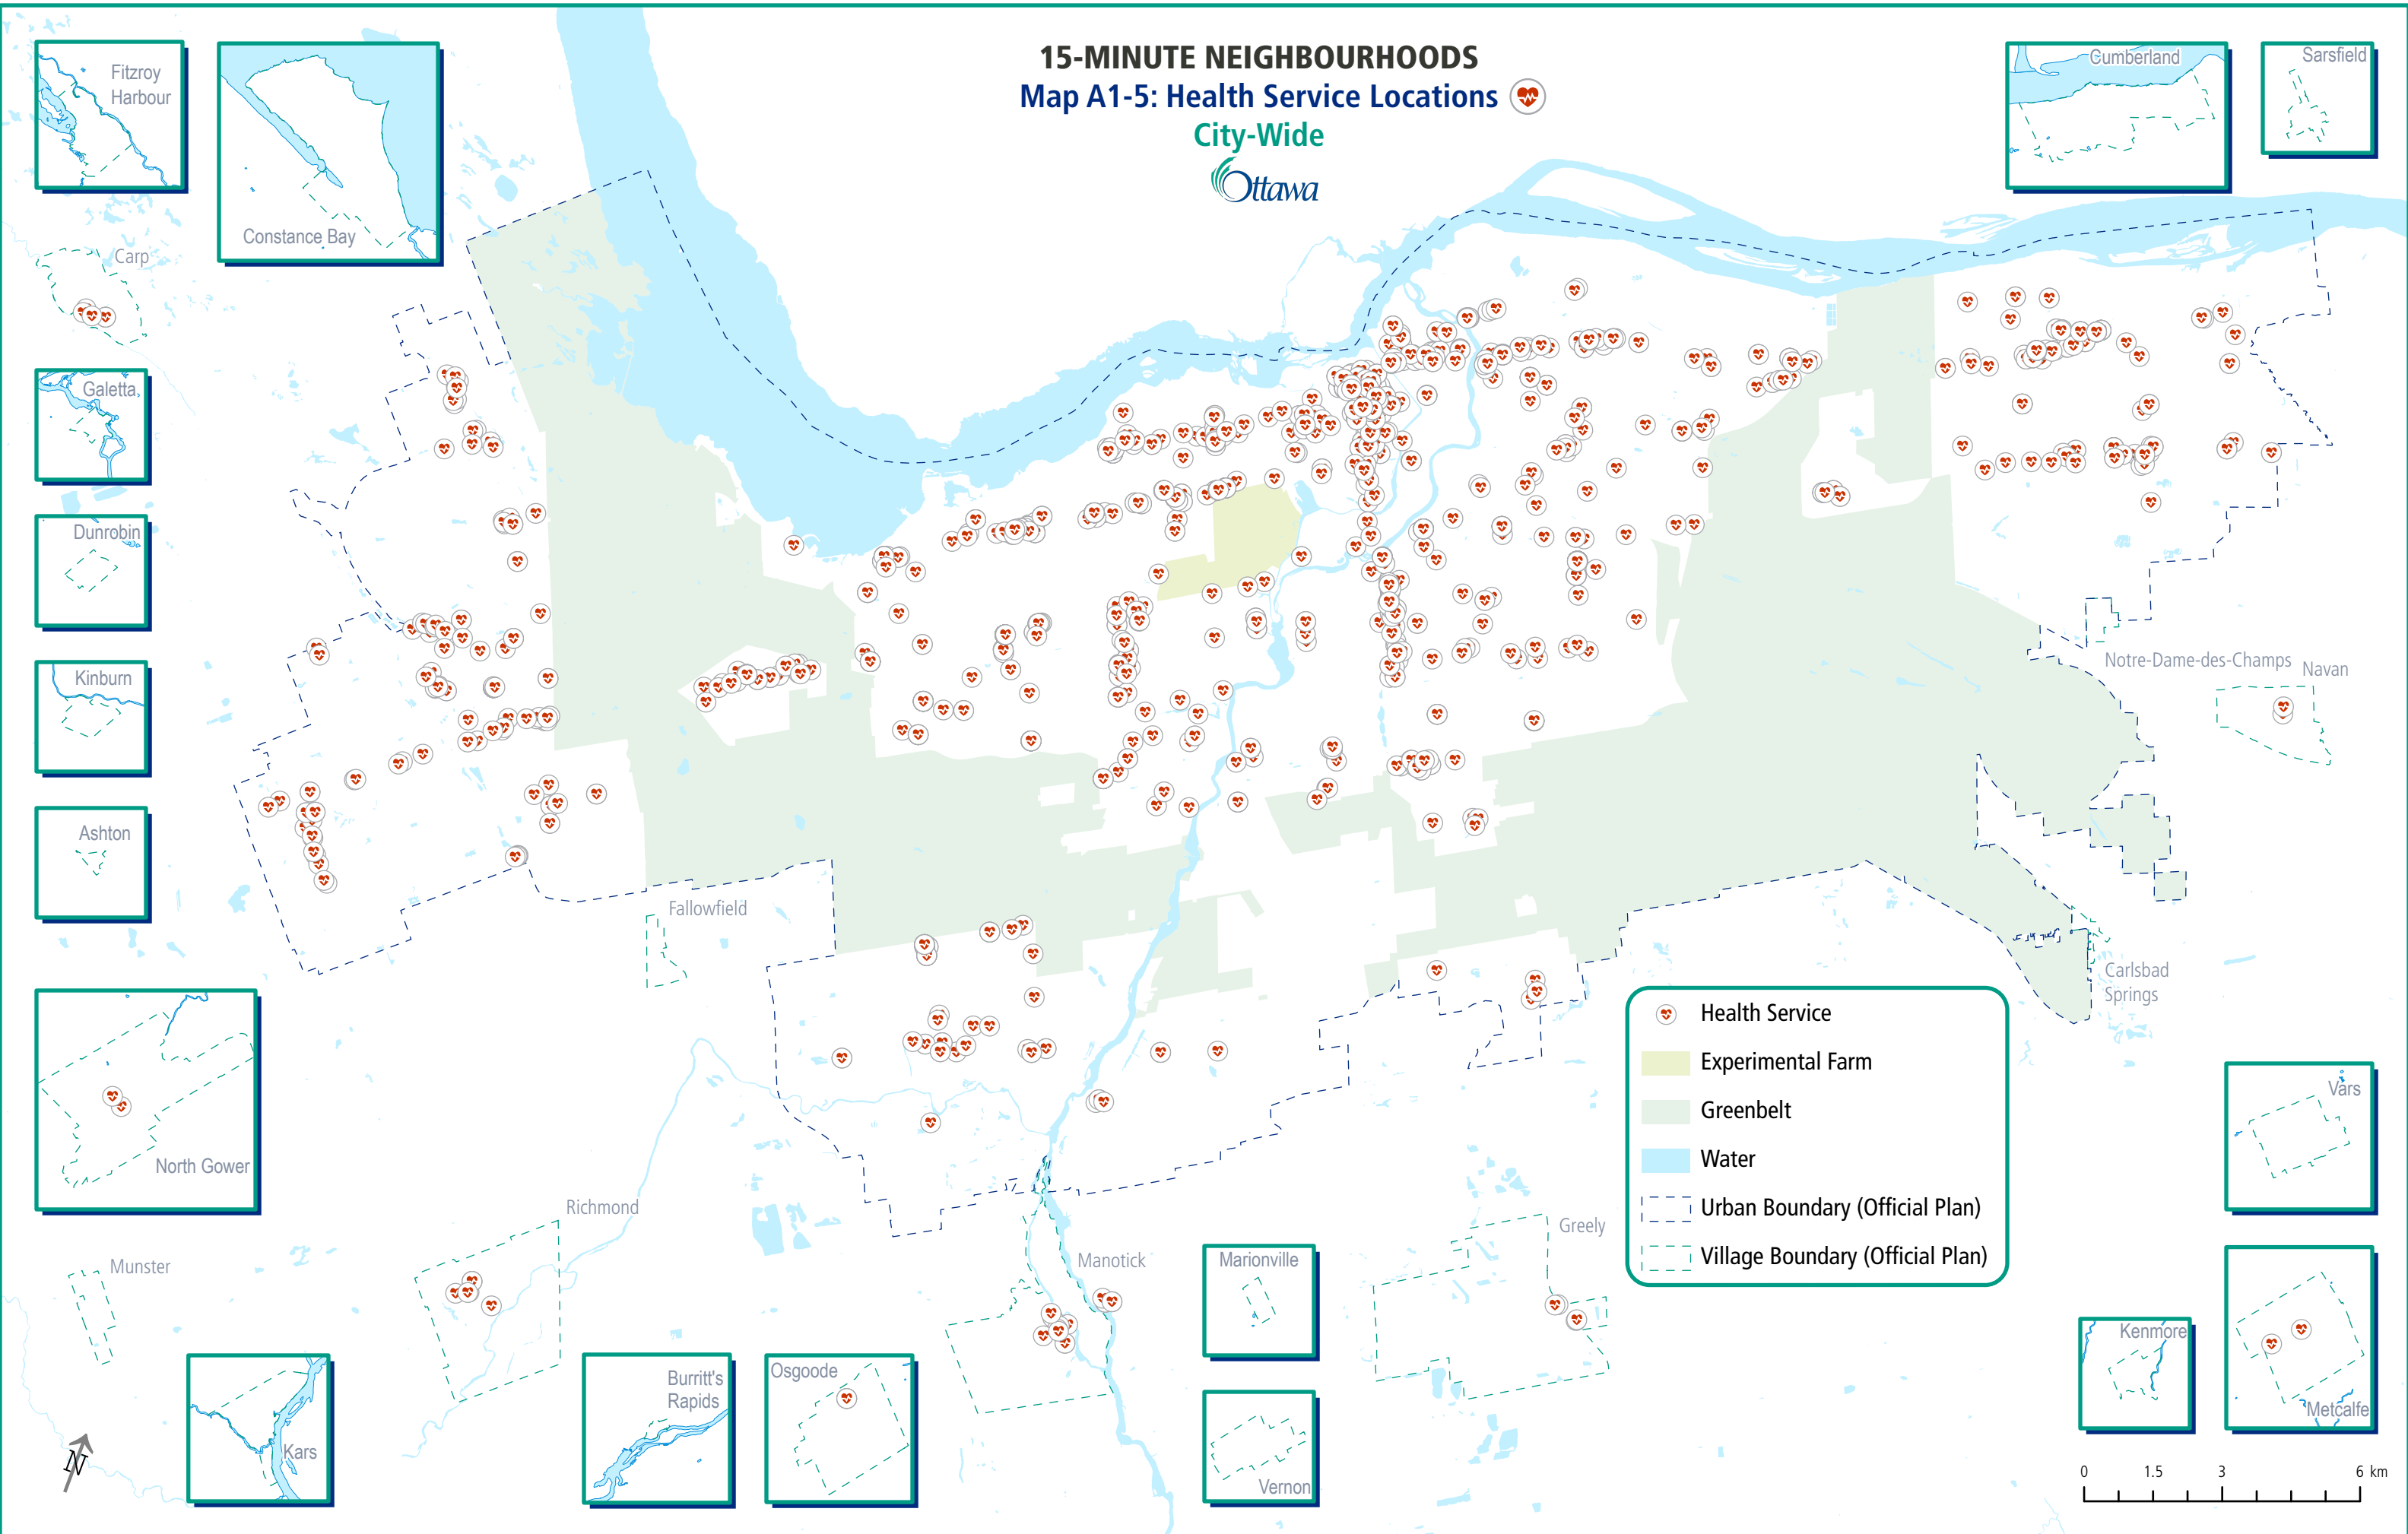 15-MINUTE NEIGHBOURHOODS
Map A1-5: Health Service Locations
City-Wide
Ottawa
Fitzroy
Harbour
Constance Bay
Cumberland
Sarsfield
Carp
Galetta
Dunrobin
Kinburn
Ashton
Notre-Dame-des-Champs
Navan
Fallowfield
Carlsbad
Springs
North Gower
Health Service
Experimental Farm
Greenbelt
Water
Urban Boundary (Official Plan)
Village Boundary (Official Plan)
Vars
Richmond
Greely
Munster
Manotick
Marionville
Kenmore
Metcalfe
Kars
Burritt's
Rapids
Osgoode
Vernon
N
0 1.5 3 6 km